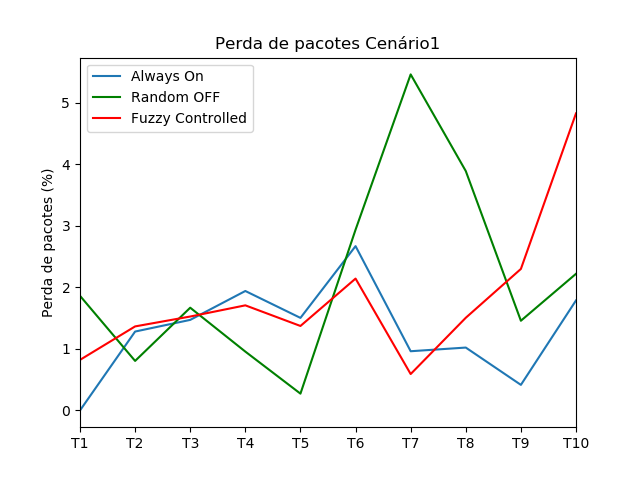 Perda de pacotes Cenário1
Always On
Random OFF
Fuzzy Controlled
Perda de pacotes (%)
5
4
3
2
1
0
T1 T2 T3 T4 T5 T6 T7 T8 T9 T10